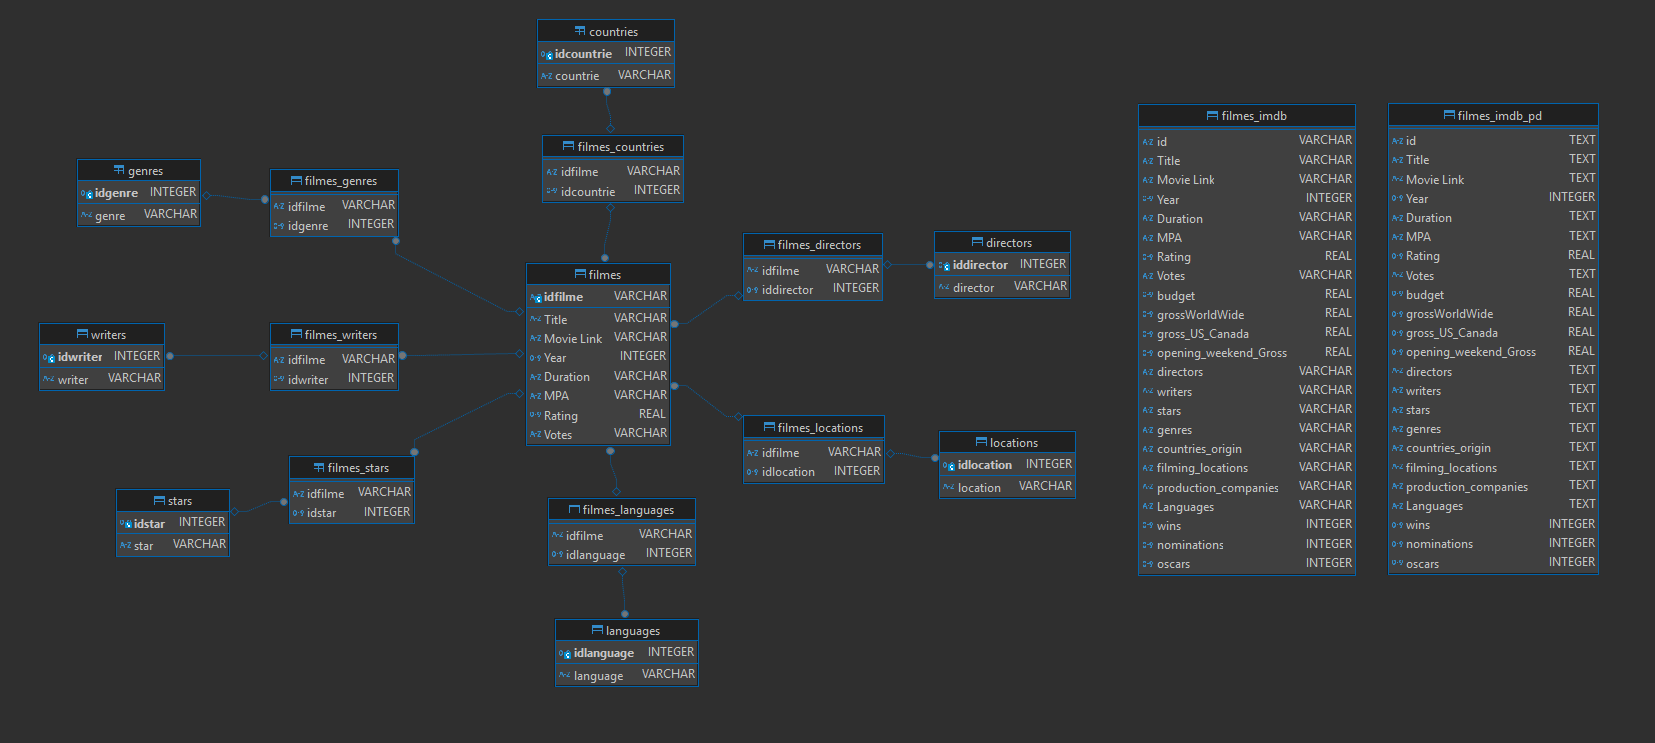 countries
idcountrie INTEGER
countrie VARCHAR
filmes_countries
idfilme VARCHAR
idcountrie INTEGER
genres
idgenre INTEGER
genre VARCHAR
filmes_genres
idfilme VARCHAR
idgenre INTEGER
filmes_directors
idfilme VARCHAR
iddirector INTEGER
directors
iddirector INTEGER
director VARCHAR
filmes
idfilme VARCHAR
Title VARCHAR
Movie Link VARCHAR
Year INTEGER
Duration VARCHAR
MPA VARCHAR
Rating REAL
Votes VARCHAR
writers
idwriter INTEGER
writer VARCHAR
filmes_writers
idfilme VARCHAR
idwriter INTEGER
filmes_stars
idfilme VARCHAR
idstar INTEGER
stars
idstar INTEGER
star VARCHAR
filmes_locations
idfilme VARCHAR
idlocation INTEGER
locations
idlocation INTEGER
location VARCHAR
filmes_languages
idfilme VARCHAR
idlanguage INTEGER
languages
idlanguage INTEGER
language VARCHAR
filmes_imdb
id VARCHAR
Title VARCHAR
Movie Link VARCHAR
Year INTEGER
Duration VARCHAR
MPA VARCHAR
Rating REAL
Votes VARCHAR
budget REAL
grossWorldWide REAL
gross_US_Canada REAL
opening_weekend_Gross REAL
directors VARCHAR
writers VARCHAR
stars VARCHAR
genres VARCHAR
countries_origin VARCHAR
filming_locations VARCHAR
production_companies VARCHAR
Languages VARCHAR
wins INTEGER
nominations INTEGER
oscars INTEGER
filmes_imdb_pd
id TEXT
Title TEXT
Movie Link TEXT
Year INTEGER
Duration TEXT
MPA TEXT
Rating REAL
Votes TEXT
budget REAL
grossWorldWide REAL
gross_US_Canada REAL
opening_weekend_Gross REAL
directors TEXT
writers TEXT
stars TEXT
genres TEXT
countries_origin TEXT
filming_locations TEXT
production_companies TEXT
Languages TEXT
wins INTEGER
nominations INTEGER
oscars INTEGER